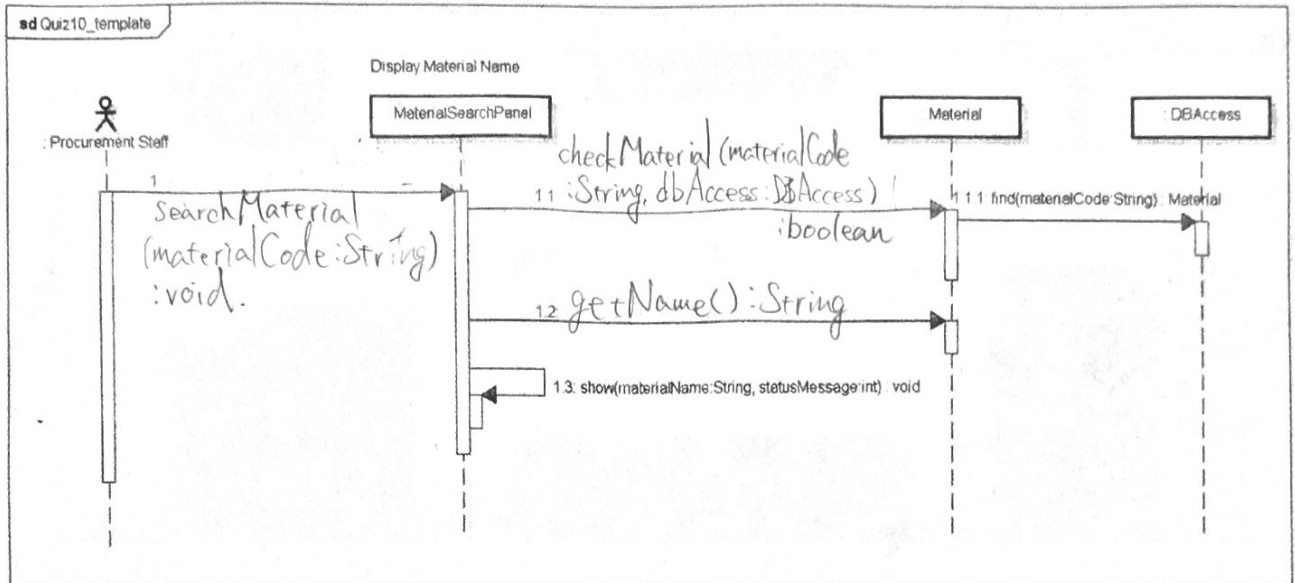 sd Quiz10_template
Display Material Name
MaterialSearchPanel
Material
: DBAccess
: Procurement Staff
1
searchMaterial
(materialCode:String)
:void.
checkMaterial(materialCode
1.1 :String, dbAccess:DBAccess)
:boolean
1.1.1: find(materialCode:String) : Material
1.2 getName():String
1.3: show(materialName:String, statusMessage:int) : void